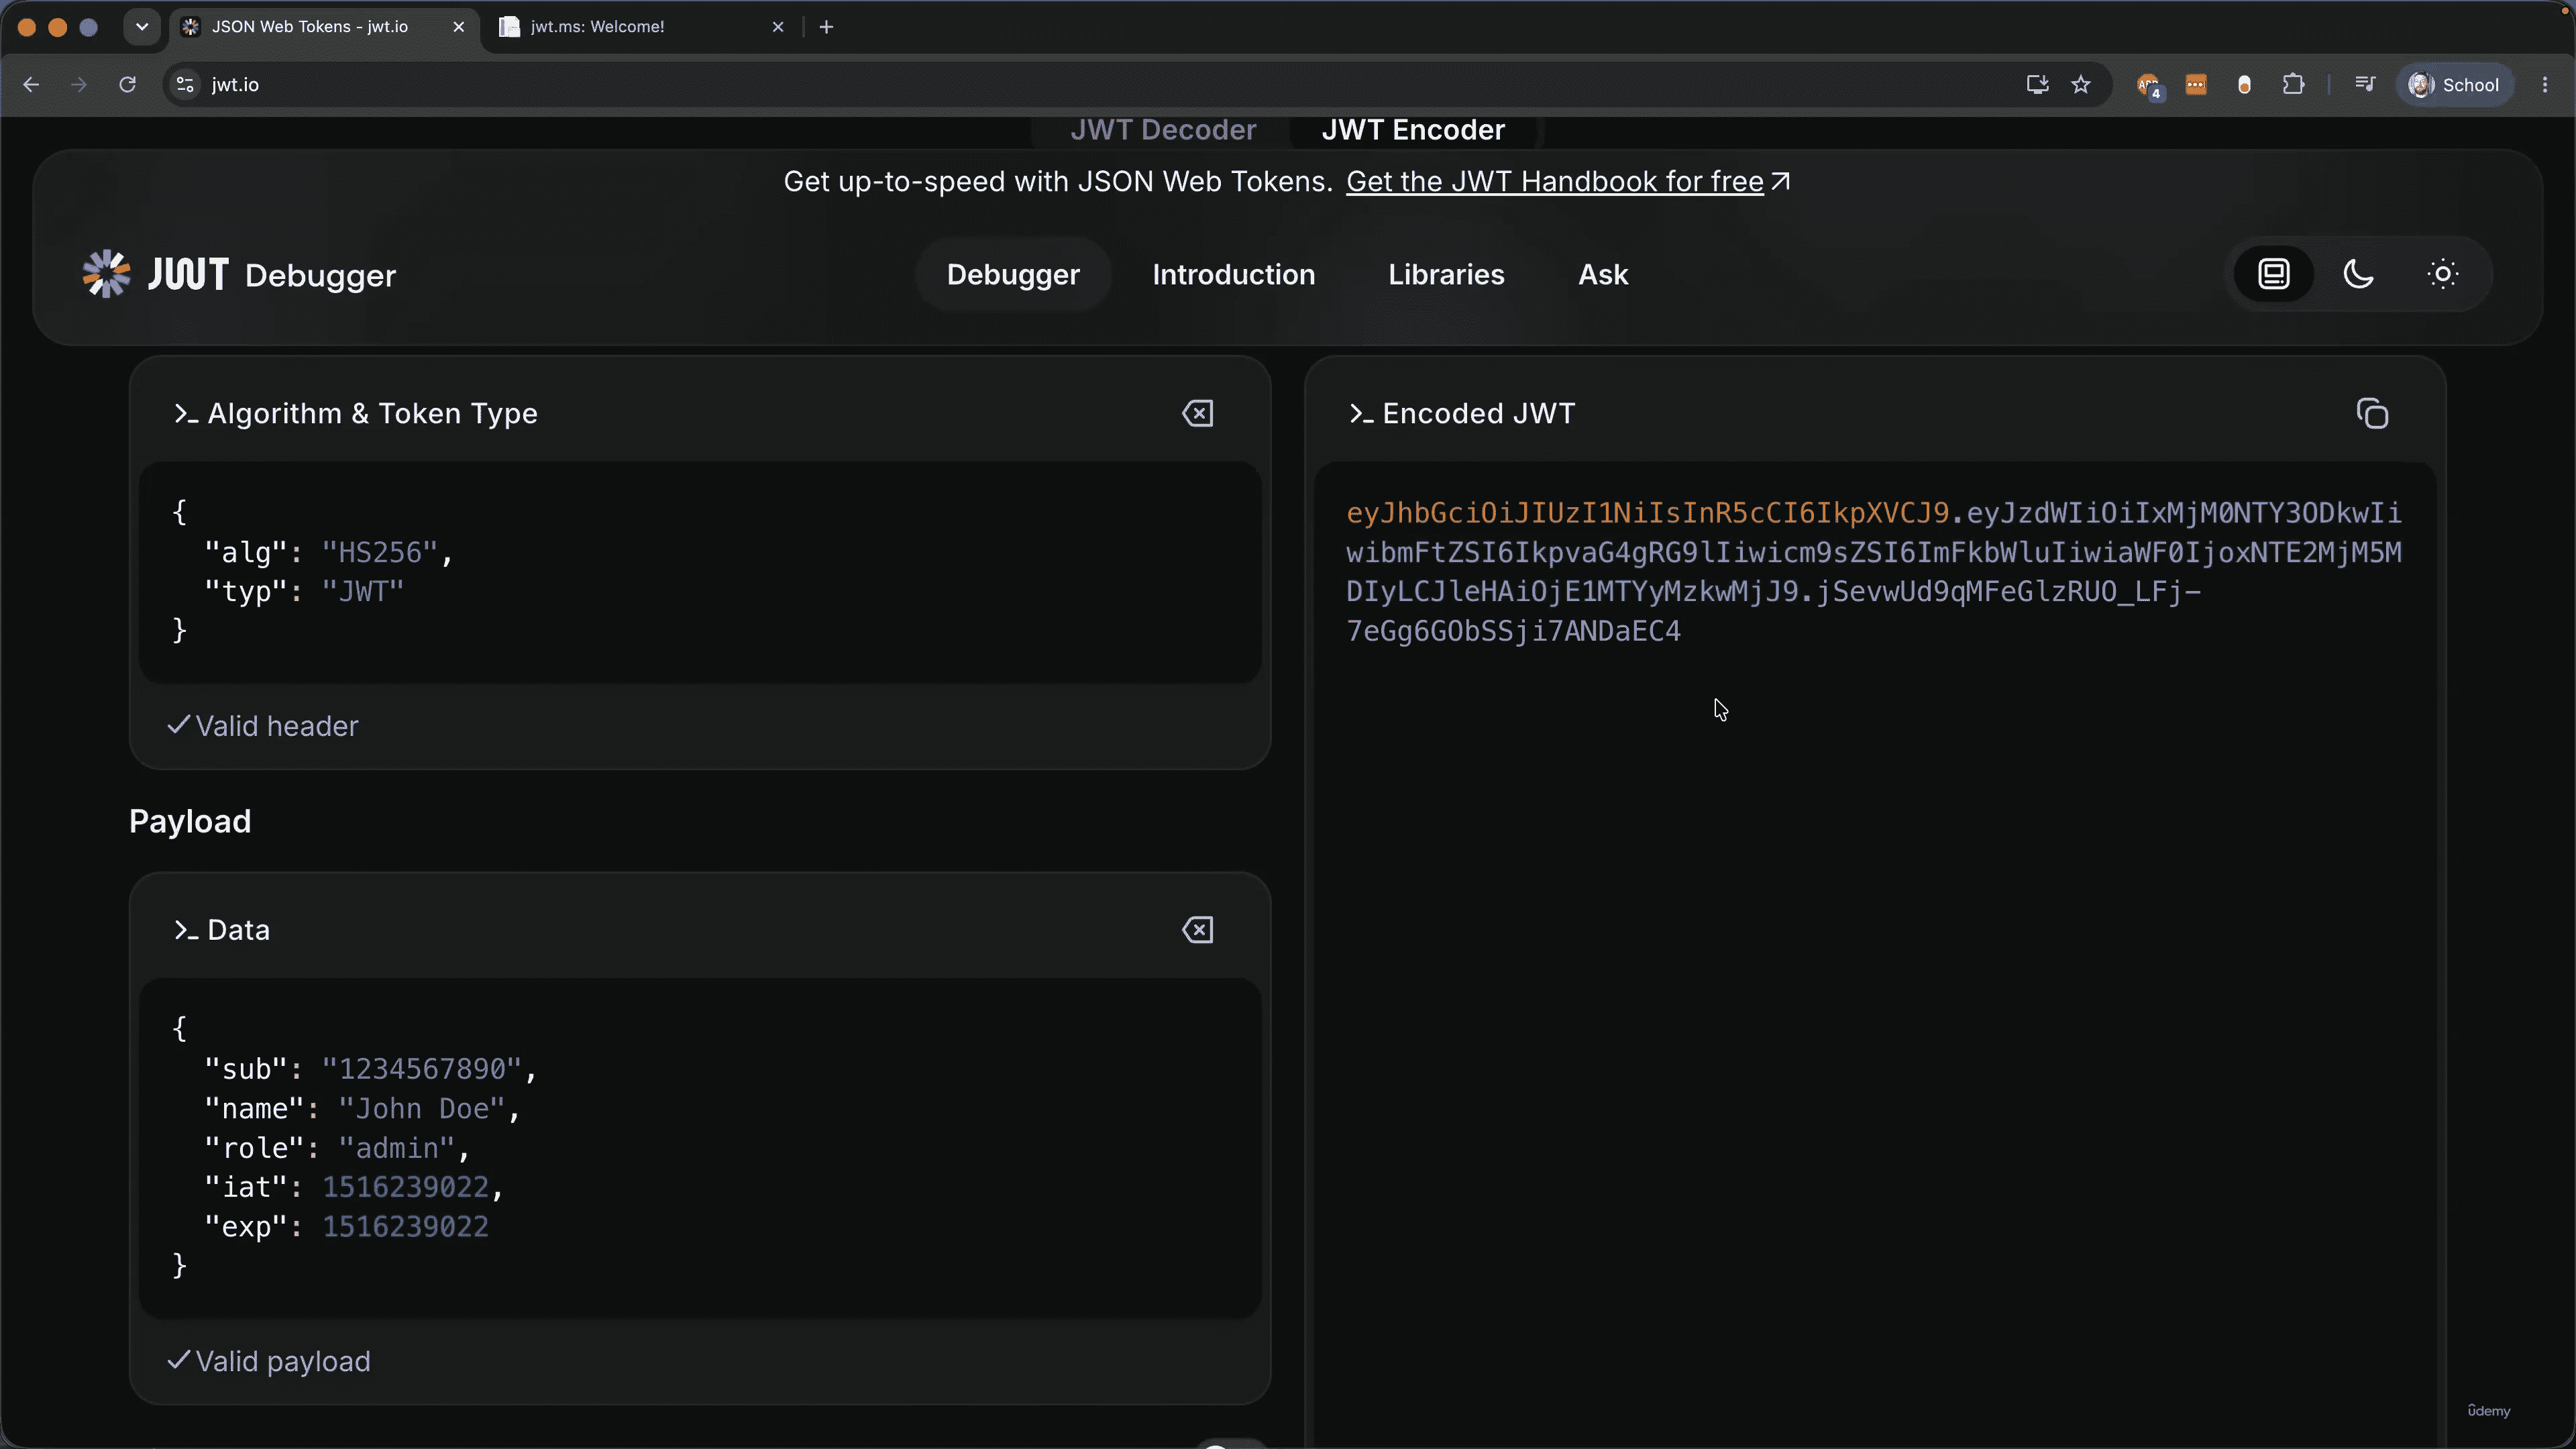 JSON Web Tokens - jwt.io
jwt.ms: Welcome!
jwt.io
4
School
JWT Decoder
JWT Encoder
Get up-to-speed with JSON Web Tokens. Get the JWT Handbook for free
JWT Debugger
Debugger
Introduction
Libraries
Ask
>_ Algorithm & Token Type
{
"alg": "HS256",
"typ": "JWT"
}
Valid header
Payload
>_ Data
{
"sub": "1234567890",
"name": "John Doe",
"role": "admin",
"iat": 1516239022,
"exp": 1516239022
}
Valid payload
>_ Encoded JWT
eyJhbGciOiJIUzI1NiIsInR5cCI6IkpXVCJ9.eyJzdWIiOiIxMjM0NTY3ODkwIi
wibmFtZSI6IkpvaG4gRG9lIiwicm9sZSI6ImFkbWluIiwiaWF0IjoxNTE2MjM5M
DIyLCJleHAiOjE1MTYyMzkwMjJ9.jSevwUd9qMFeGlzRUO_LFj-
7eGg6GObSSji7ANDaEC4
ûdemy